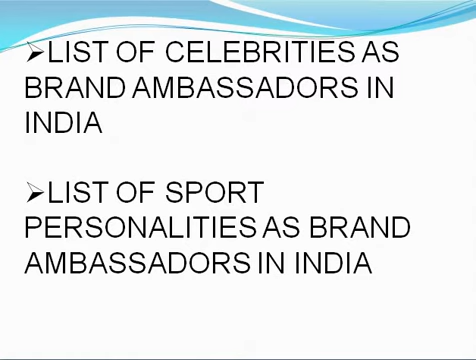 ➢LIST OF CELEBRITIES AS
BRAND AMBASSADORS IN
INDIA
➢LIST OF SPORT
PERSONALITIES AS BRAND
AMBASSADORS IN INDIA